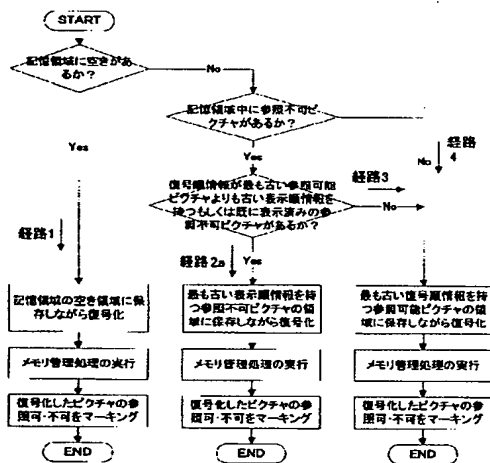 START
記憶領域に空きが
あるか？
No
記憶領域中に参照不可ピ
クチャがあるか？
Yes
Yes
No
経路
4
復号順情報が最も古い参照可能
ピクチャよりも古い表示順情報を
持つもしくは既に表示済みの参
照不可ピクチャがあるか？
経路3
No
経路1
経路2a
Yes
記憶領域の空き領域に保
存しながら復号化
最も古い表示順情報を持
つ参照不可ピクチャの領
域に保存しながら復号化
最も古い復号順情報を持
つ参照可能ピクチャの領
域に保存しながら復号化
メモリ管理処理の実行
メモリ管理処理の実行
メモリ管理処理の実行
復号化したピクチャの参
照可・不可をマーキング
復号化したピクチャの参
照可・不可をマーキング
復号化したピクチャの参
照可・不可をマーキング
END
END
END